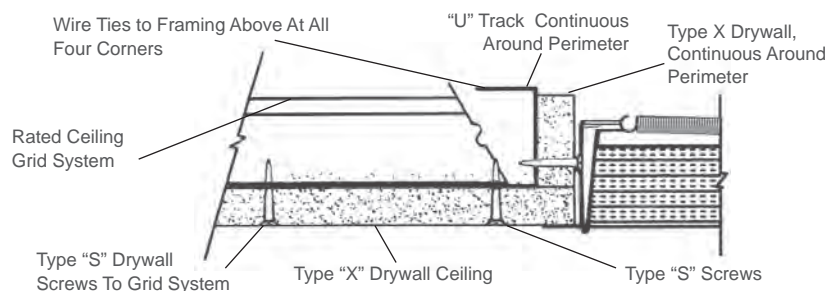 Wire Ties to Framing Above At All
Four Corners
“U” Track  Continuous
Around Perimeter
Type X Drywall,
Continuous Around
Perimeter
Rated Ceiling
Grid System
Type “S” Drywall
Screws To Grid System
Type “X” Drywall Ceiling
Type “S” Screws